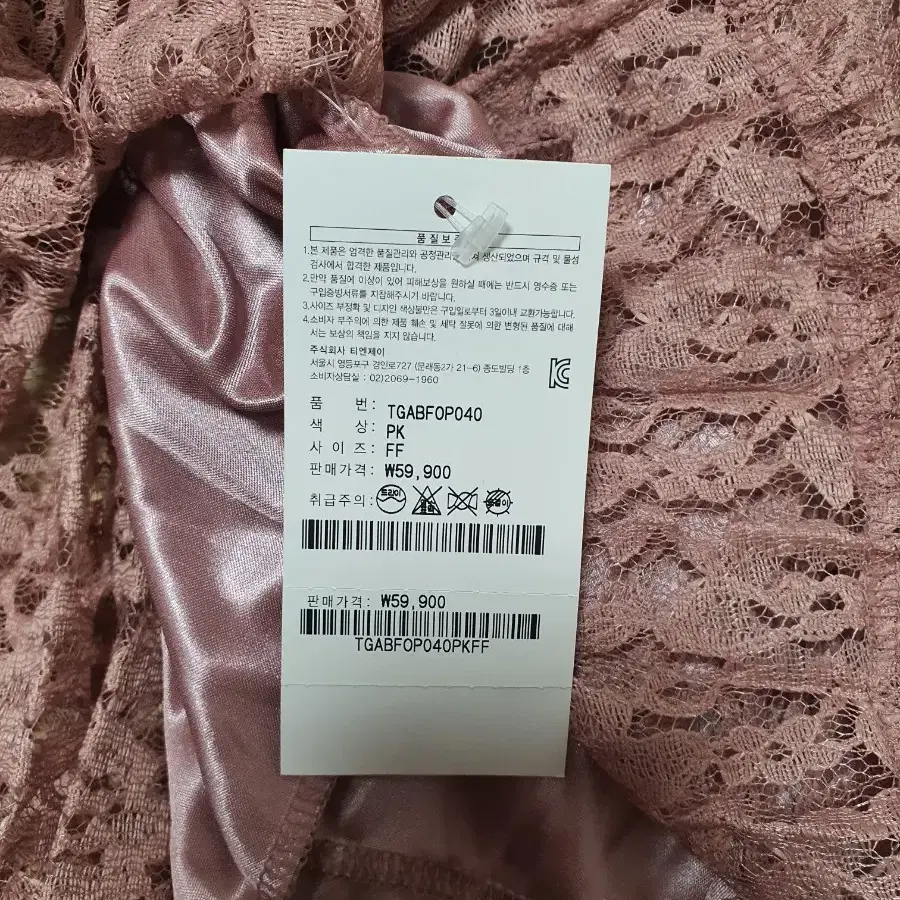 품질보
1.본 제품은 엄격한 품질관리와 공정관리 생산되었으며 규격 및 물성
검사에서 합격한 제품입니다.
2.만약 품질에 이상이 있어 피해보상을 원하실 때에는 반드시 영수증 또는
구입증빙서류를 지참해주시기 바랍니다.
3.사이즈 부정확 및 디자인 색상불만은 구입일로부터 3일이내 교환가능합니다.
4.소비자 부주의에 의한 제품 훼손 및 세탁 잘못에 의한 변형된 품질에 대해
서는 보상의 책임을 지지 않습니다.
주식회사 티엔제이
서울시 영등포구 경인로727 (문래동2가 21-6) 종도빌딩 1층
소비자상담실 : 02)2069-1960
품 번: TGABFOP040
색 상: PK
사 이 즈: FF
판매가격: ₩59,900
취급주의: 드라이
판매가격: ₩59,900
TGABFOP040PKFF